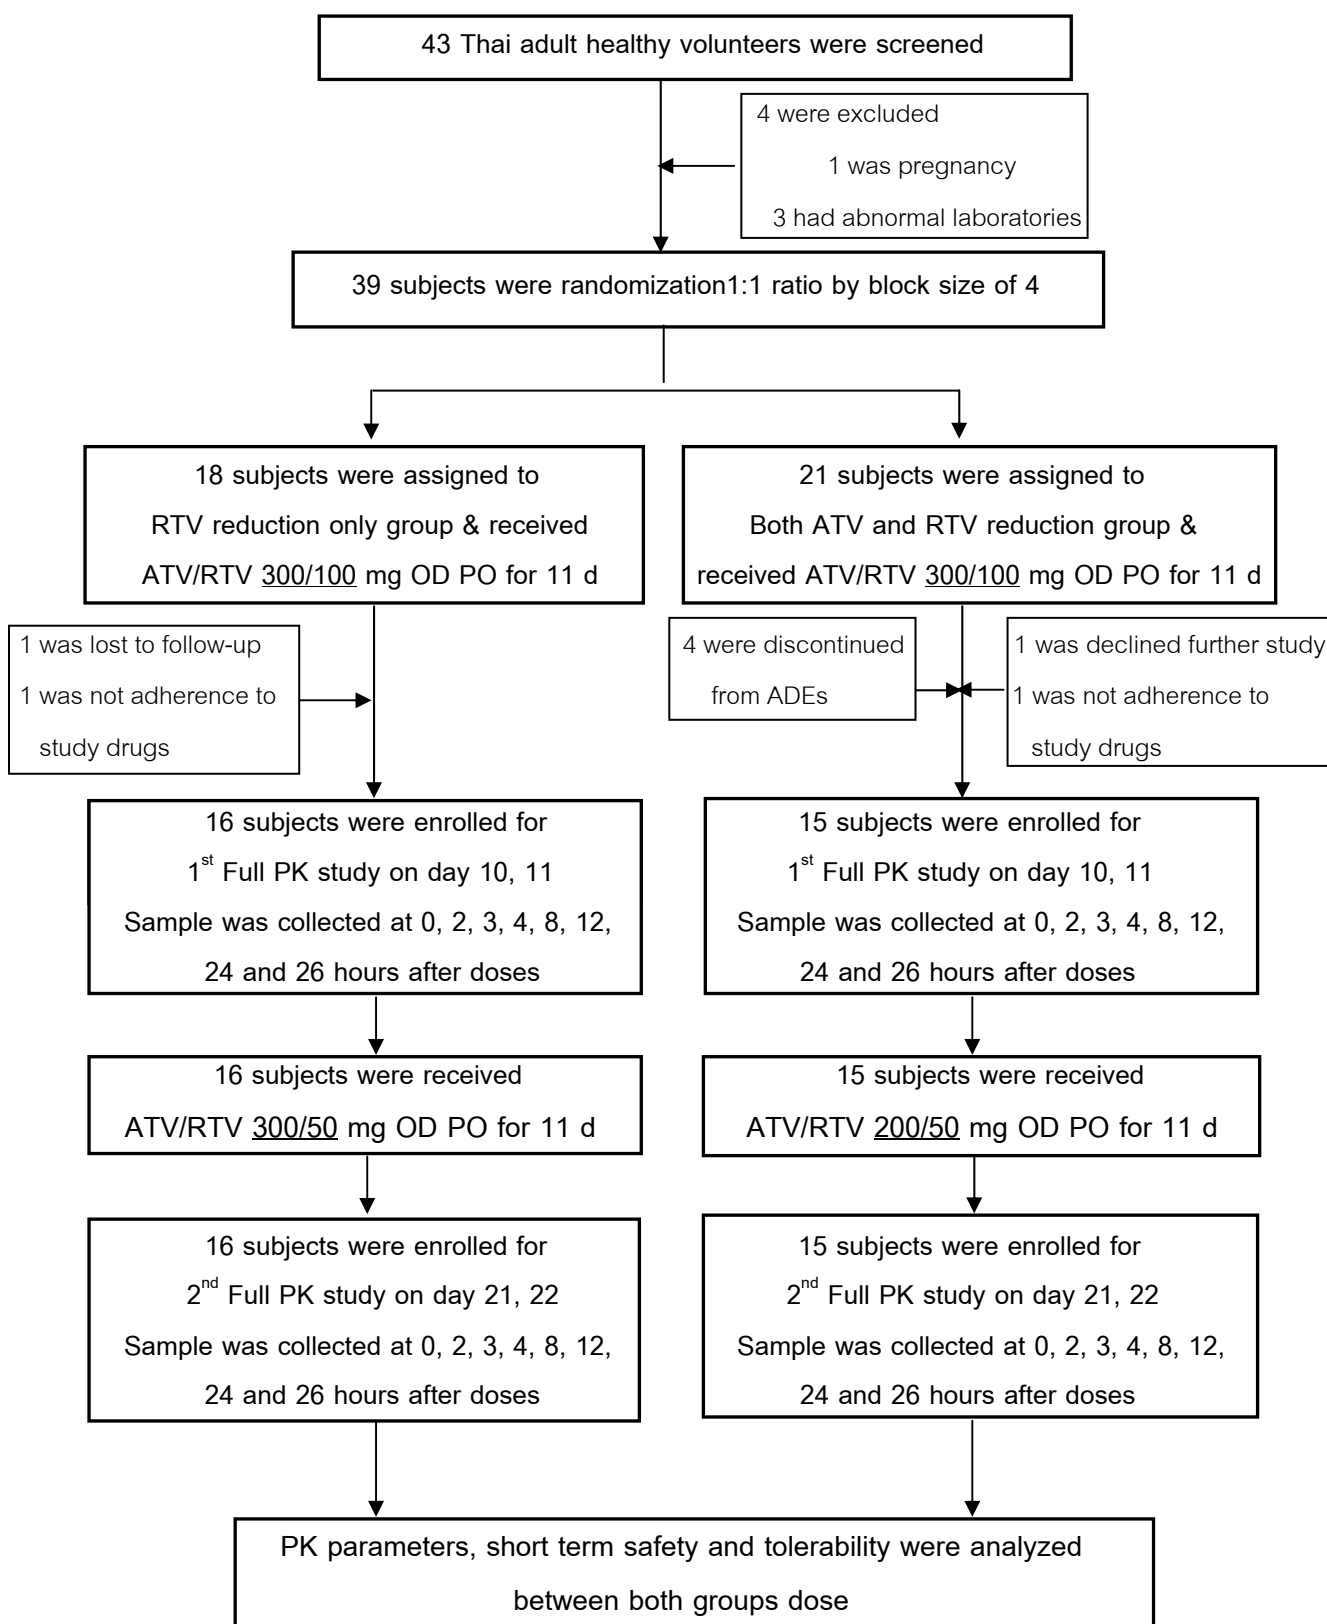 43 Thai adult healthy volunteers were screened
4 were excluded
1 was pregnancy
3 had abnormal laboratories
39 subjects were randomization1:1 ratio by block size of 4
18 subjects were assigned to
RTV reduction only group & received
ATV/RTV 300/100 mg OD PO for 11 d
21 subjects were assigned to
Both ATV and RTV reduction group &
received ATV/RTV 300/100 mg OD PO for 11 d
1 was lost to follow-up
1 was not adherence to
study drugs
4 were discontinued
from ADEs
1 was declined further study
1 was not adherence to
study drugs
16 subjects were enrolled for
1st Full PK study on day 10, 11
Sample was collected at 0, 2, 3, 4, 8, 12,
24 and 26 hours after doses
15 subjects were enrolled for
1st Full PK study on day 10, 11
Sample was collected at 0, 2, 3, 4, 8, 12,
24 and 26 hours after doses
16 subjects were received
ATV/RTV 300/50 mg OD PO for 11 d
15 subjects were received
ATV/RTV 200/50 mg OD PO for 11 d
16 subjects were enrolled for
2nd Full PK study on day 21, 22
Sample was collected at 0, 2, 3, 4, 8, 12,
24 and 26 hours after doses
15 subjects were enrolled for
2nd Full PK study on day 21, 22
Sample was collected at 0, 2, 3, 4, 8, 12,
24 and 26 hours after doses
PK parameters, short term safety and tolerability were analyzed
between both groups dose